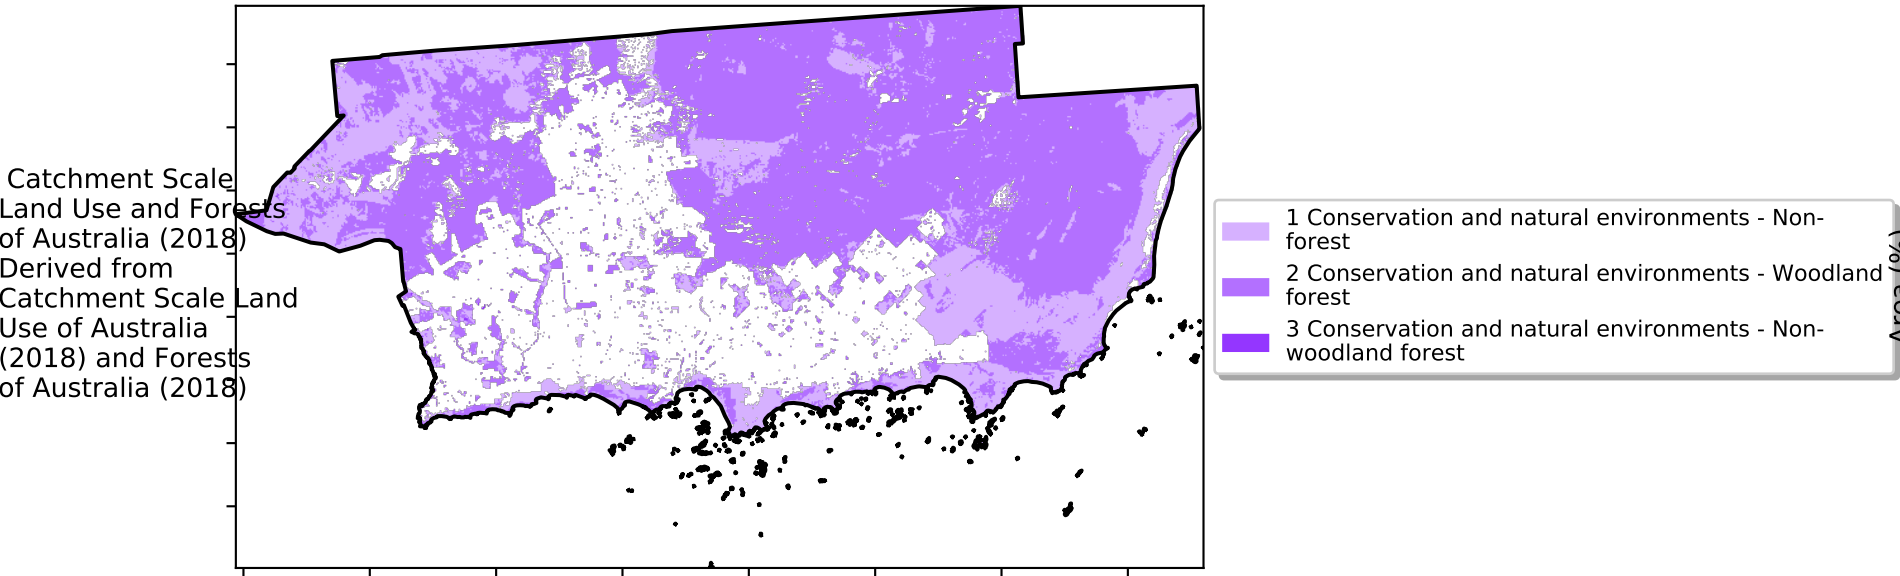 Catchment Scale
Land Use and Forests
of Australia (2018)
Derived from
Catchment Scale Land
Use of Australia
(2018) and Forests
of Australia (2018)
1 Conservation and natural environments - Non-
forest
2 Conservation and natural environments - Woodland
forest
3 Conservation and natural environments - Non-
woodland forest